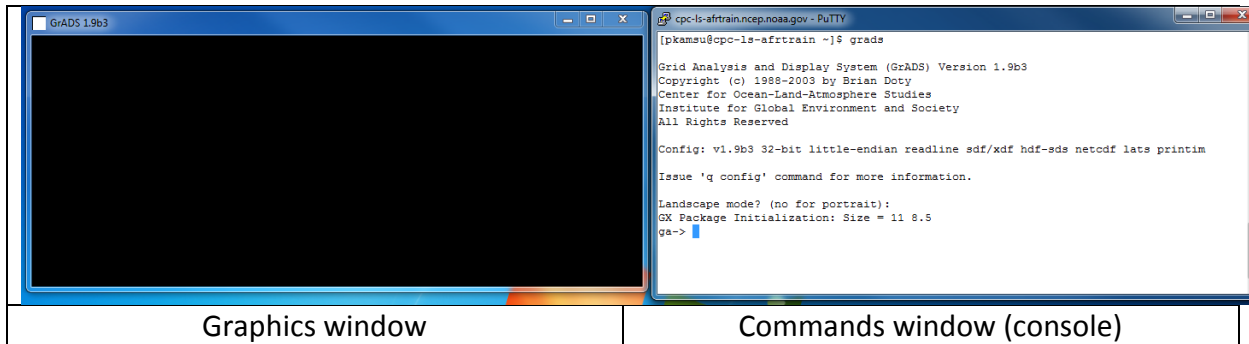 GrADS 1.9b3
cpc-ls-afrtrain.ncep.noaa.gov - PuTTY
[pkamsu@cpc-ls-afrtrain ~]$ grads
Grid Analysis and Display System (GrADS) Version 1.9b3
Copyright (c) 1988-2003 by Brian Doty
Center for Ocean-Land-Atmosphere Studies
Institute for Global Environment and Society
All Rights Reserved
Config: v1.9b3 32-bit little-endian readline sdf/xdf hdf-sds netcdf lats printim
Issue 'q config' command for more information.
Landscape mode? (no for portrait):
GX Package Initialization: Size = 11 8.5
ga->
Graphics window
Commands window (console)